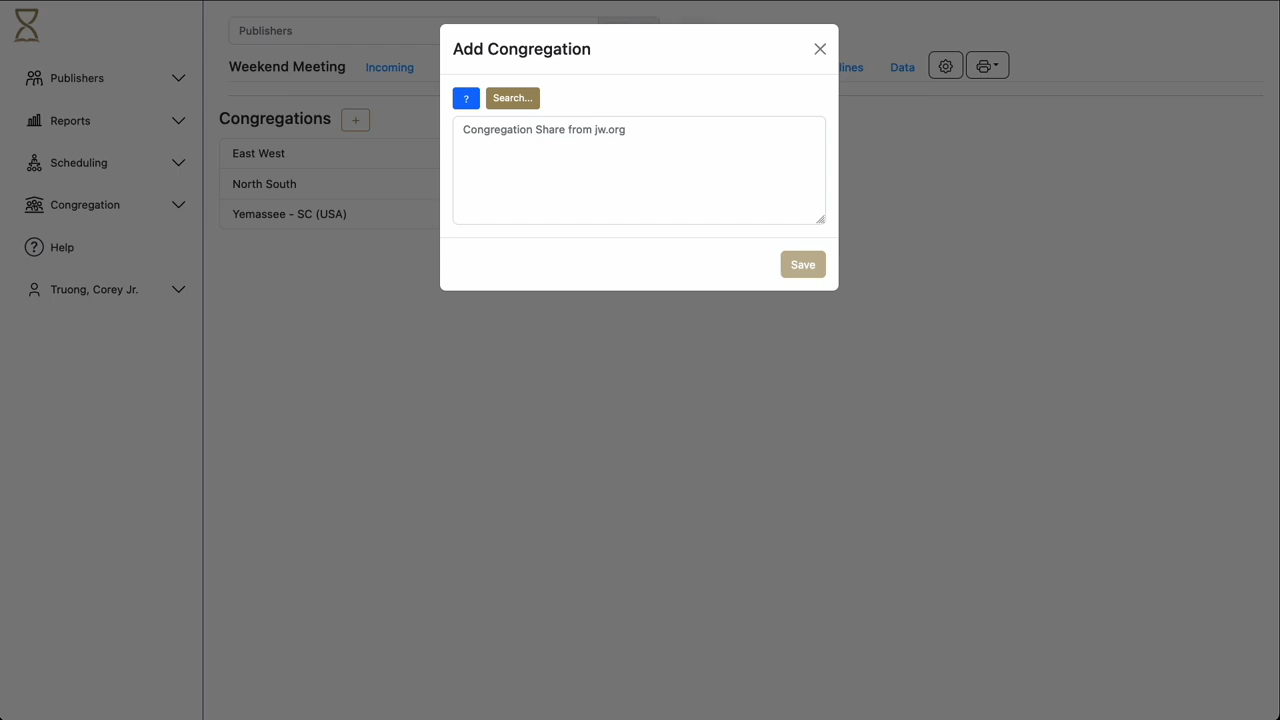 Publishers
Reports
Scheduling
Congregation
? Help
Truong, Corey Jr.
Publishers
Weekend Meeting Incoming lines Data
Congregations +
East West
North South
Yemassee - SC (USA)
Add Congregation
? Search...
Congregation Share from jw.org
Save